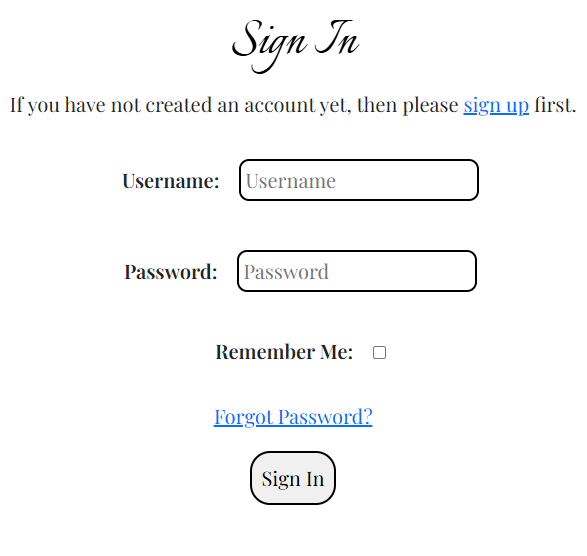 Sign In
If you have not created an account yet, then please sign up first.
Username: Username
Password: Password
Remember Me:
Forgot Password?
Sign In